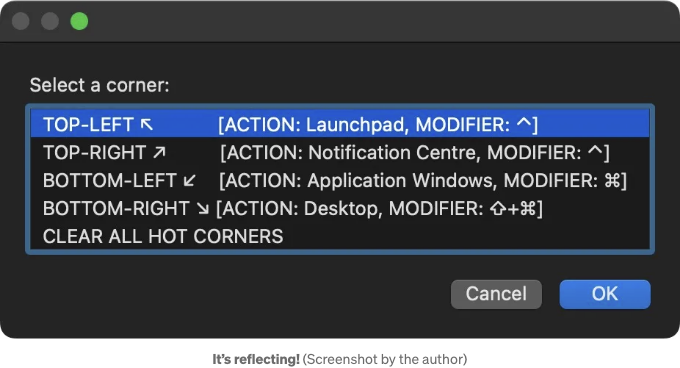 Select a corner:
TOP-LEFT ↖ [ACTION: Launchpad, MODIFIER: ^]
TOP-RIGHT ↗ [ACTION: Notification Centre, MODIFIER: ^]
BOTTOM-LEFT ↙ [ACTION: Application Windows, MODIFIER: ⌘]
BOTTOM-RIGHT ↘ [ACTION: Desktop, MODIFIER: ⇧+⌘]
CLEAR ALL HOT CORNERS
Cancel OK
It's reflecting! (Screenshot by the author)